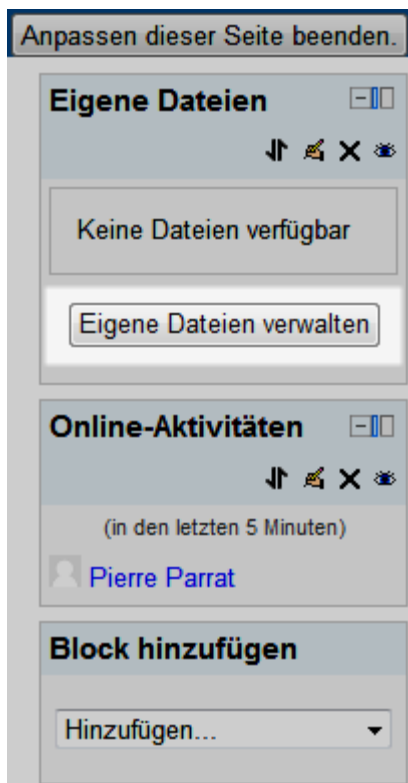 Anpassen dieser Seite beenden.
Eigene Dateien
Keine Dateien verfügbar
Eigene Dateien verwalten
Online-Aktivitäten
(in den letzten 5 Minuten)
Pierre Parrat
Block hinzufügen
Hinzufügen...